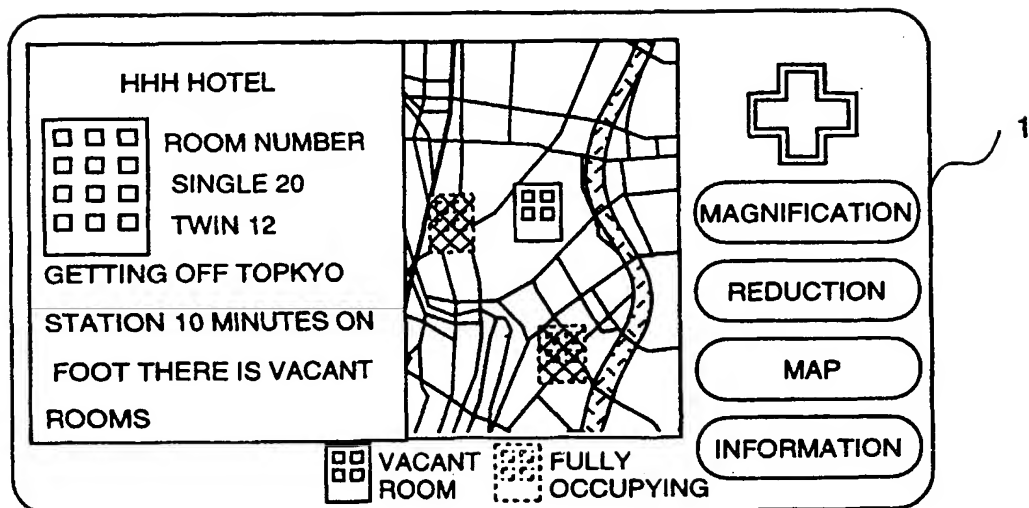 HHH HOTEL
ROOM NUMBER
SINGLE 20
TWIN 12
GETTING OFF TOPKYO
STATION 10 MINUTES ON
FOOT THERE IS VACANT
ROOMS
MAGNIFICATION
REDUCTION
MAP
INFORMATION
1
VACANT
ROOM
FULLY
OCCUPYING